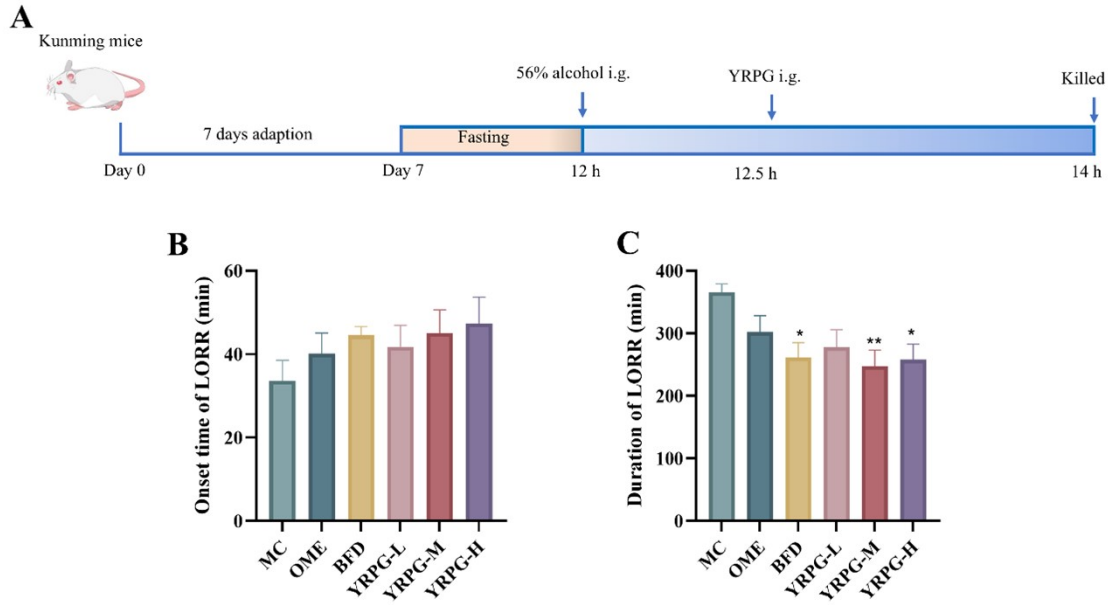 A
Kunming mice
56% alcohol i.g.
YRPG i.g.
Killed
7 days adaption
Fasting
Day 0
Day 7
12 h
12.5 h
14 h
B
Onset time of LORR (min)
60
40
20
0
MC
OME
BFD
YRPG-L
YRPG-M
YRPG-H
C
Duration of LORR (min)
400
300
200
100
0
*
**
*
MC
OME
BFD
YRPG-L
YRPG-M
YRPG-H